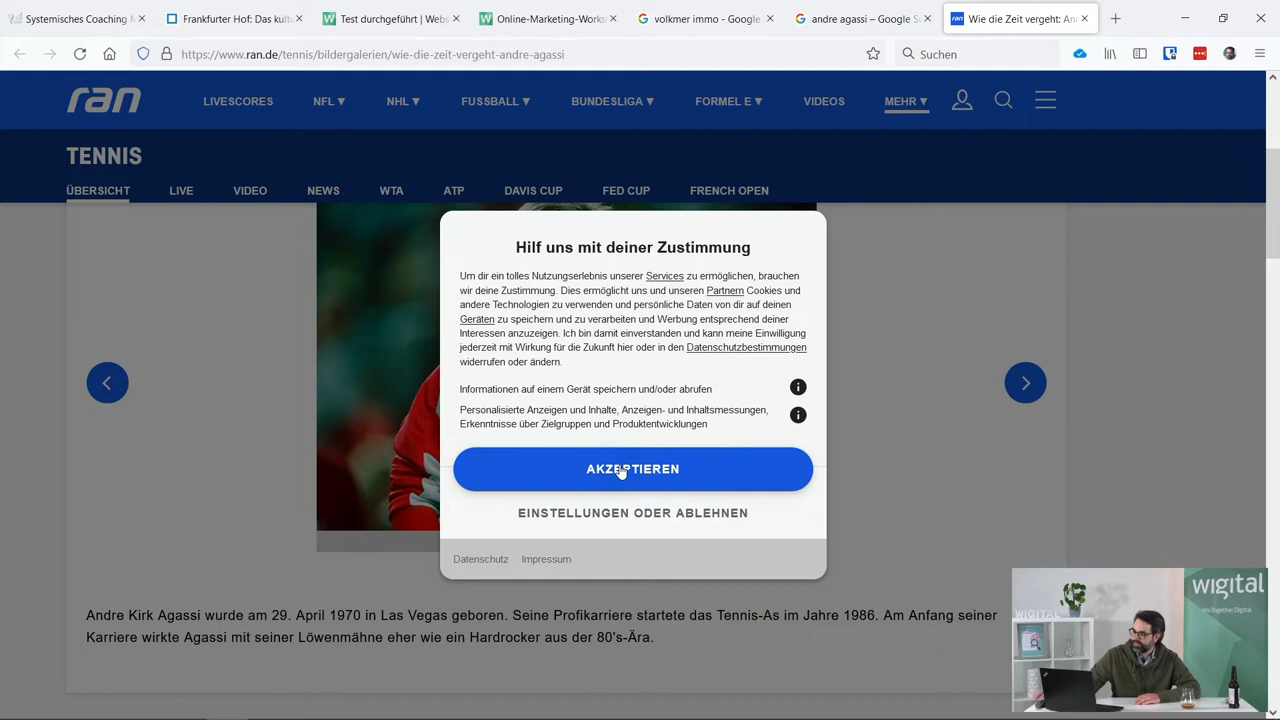 Systemisches Coaching M
Frankfurter Hof: Das kultu
Test durchgeführt | Webs
Online-Marketing-Works
volkmer immo - Google
andre agassi – Google Su
Wie die Zeit vergeht: And
https://www.ran.de/tennis/bildergalerien/wie-die-zeit-vergeht-andre-agassi
Suchen
ran
LIVESCORES
NFL
NHL
FUSSBALL
BUNDESLIGA
FORMEL E
VIDEOS
MEHR
TENNIS
ÜBERSICHT
LIVE
VIDEO
NEWS
WTA
ATP
DAVIS CUP
FED CUP
FRENCH OPEN
Hilf uns mit deiner Zustimmung
Um dir ein tolles Nutzungserlebnis unserer Services zu ermöglichen, brauchen
wir deine Zustimmung. Dies ermöglicht uns und unseren Partnern Cookies und
andere Technologien zu verwenden und persönliche Daten von dir auf deinen
Geräten zu speichern und zu verarbeiten und Werbung entsprechend deiner
Interessen anzuzeigen. Ich bin damit einverstanden und kann meine Einwilligung
jederzeit mit Wirkung für die Zukunft hier oder in den Datenschutzbestimmungen
widerrufen oder ändern.
Informationen auf einem Gerät speichern und/oder abrufen
Personalisierte Anzeigen und Inhalte, Anzeigen- und Inhaltsmessungen,
Erkenntnisse über Zielgruppen und Produktentwicklungen
AKZEPTIEREN
EINSTELLUNGEN ODER ABLEHNEN
Datenschutz
Impressum
Andre Kirk Agassi wurde am 29. April 1970 in Las Vegas geboren. Seine Profikarriere startete das Tennis-As im Jahre 1986. Am Anfang seiner
Karriere wirkte Agassi mit seiner Löwenmähne eher wie ein Hardrocker aus der 80's-Ära.
wigital
We.Together.Digital.
WIGITAL